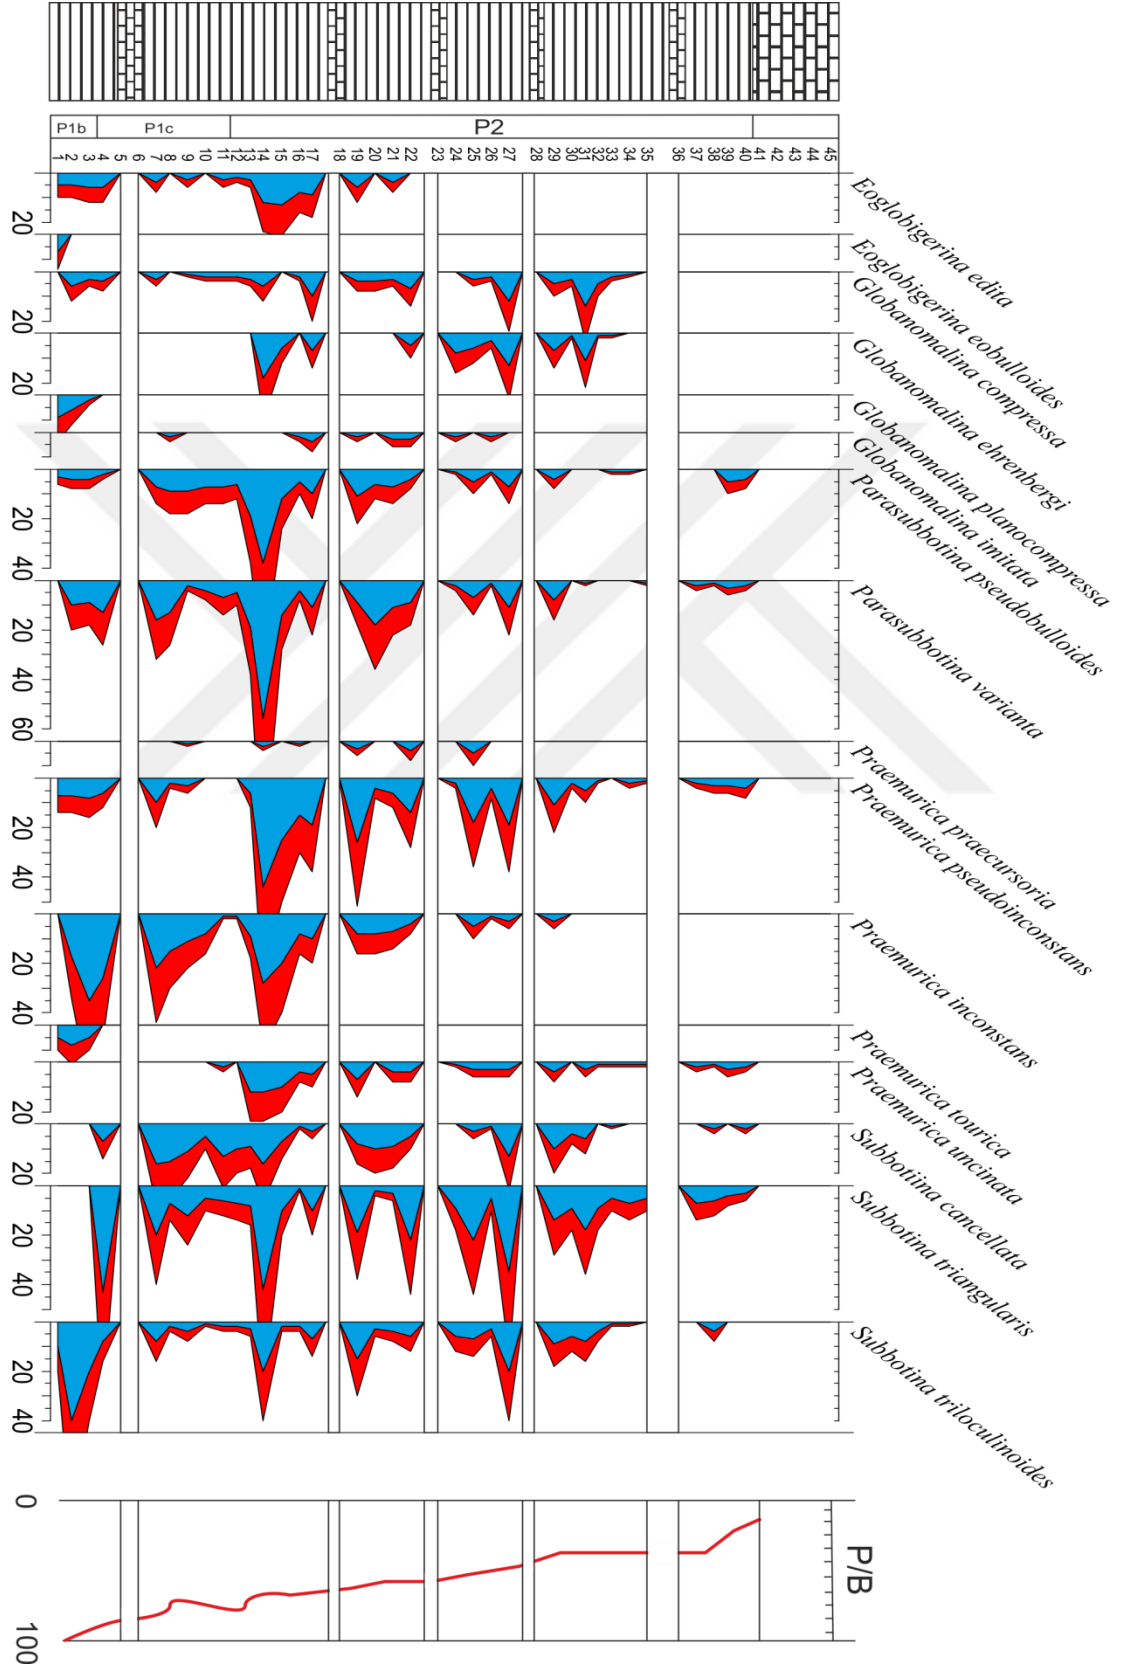 P1b
P1c
P2
1 2 3 4 5 6 7 8 9 10 11 12 13 14 15 16 17 18 19 20 21 22 23 24 25 26 27 28 29 30 31 32 33 34 35 36 37 38 39 40 41 42 43 44 45
Eoglobigerina edita
Eoglobigerina eobulloides
Globanomalina compressa
Globanomalina ehrenbergi
Globanomalina planocompressa
Globanomalina imitata
Parasubbotina pseudobulloides
Parasubbotina varianta
Praemurica praecursoria
Praemurica pseudoinconstans
Praemurica inconstans
Praemurica tourica
Praemurica uncinata
Subbotiina cancellata
Subbotina triangularis
Subbotina triloculinoides
20
20
20
20 40
20 40 60
20 40
20 40
20
20
20 40
20 40
0
100
P/B